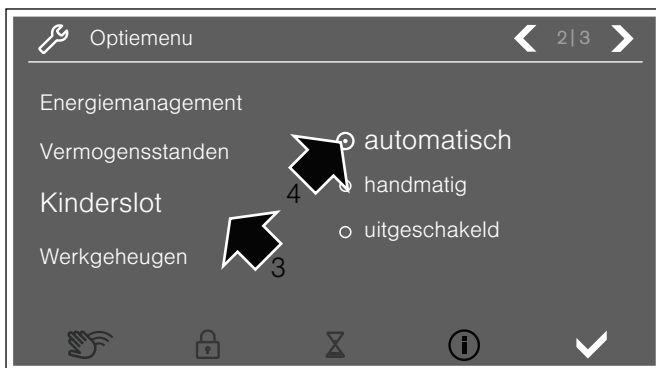 Optiemenu
2|3
Energiemanagement
Vermogensstanden
Kinderslot
Werkgeheugen
automatisch
handmatig
uitgeschakeld
4
3